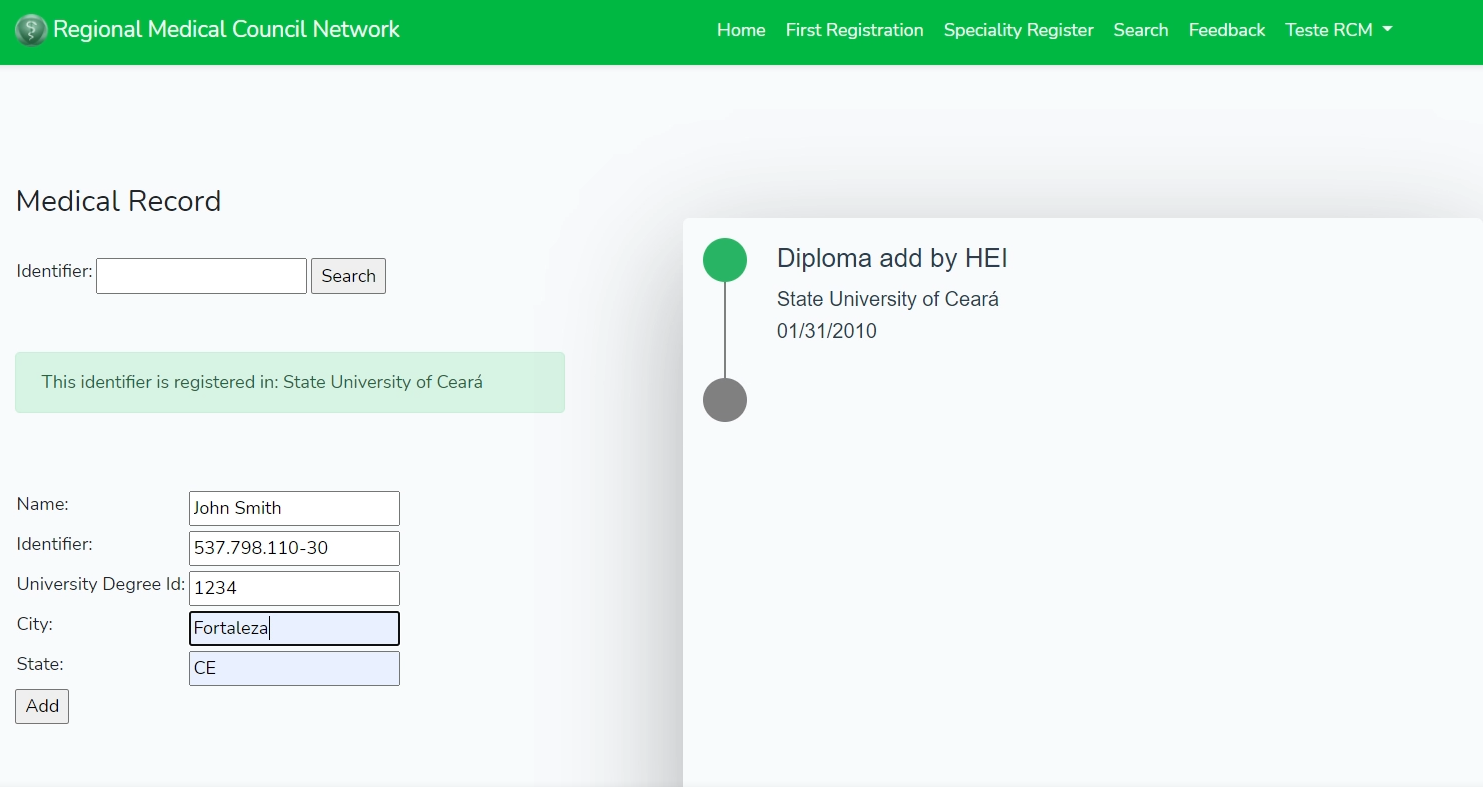 Regional Medical Council Network
Home First Registration Speciality Register Search Feedback Teste RCM
Medical Record
Identifier: Search
This identifier is registered in: State University of Ceará
Name: John Smith
Identifier: 537.798.110-30
University Degree Id: 1234
City: Fortaleza
State: CE
Add
Diploma add by HEI
State University of Ceará
01/31/2010